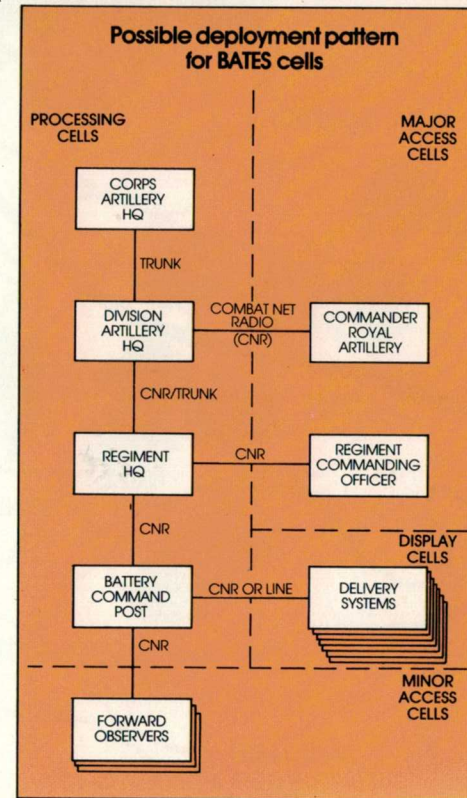 Possible deployment pattern
for BATES cells
PROCESSING
CELLS
MAJOR
ACCESS
CELLS
CORPS
ARTILLERY
HQ
TRUNK
DIVISION
ARTILLERY
HQ
COMBAT NET
RADIO
(CNR)
COMMANDER
ROYAL
ARTILLERY
CNR/TRUNK
REGIMENT
HQ
CNR
REGIMENT
COMMANDING
OFFICER
CNR
DISPLAY
CELLS
BATTERY
COMMAND
POST
CNR OR LINE
DELIVERY
SYSTEMS
CNR
MINOR
ACCESS
CELLS
FORWARD
OBSERVERS